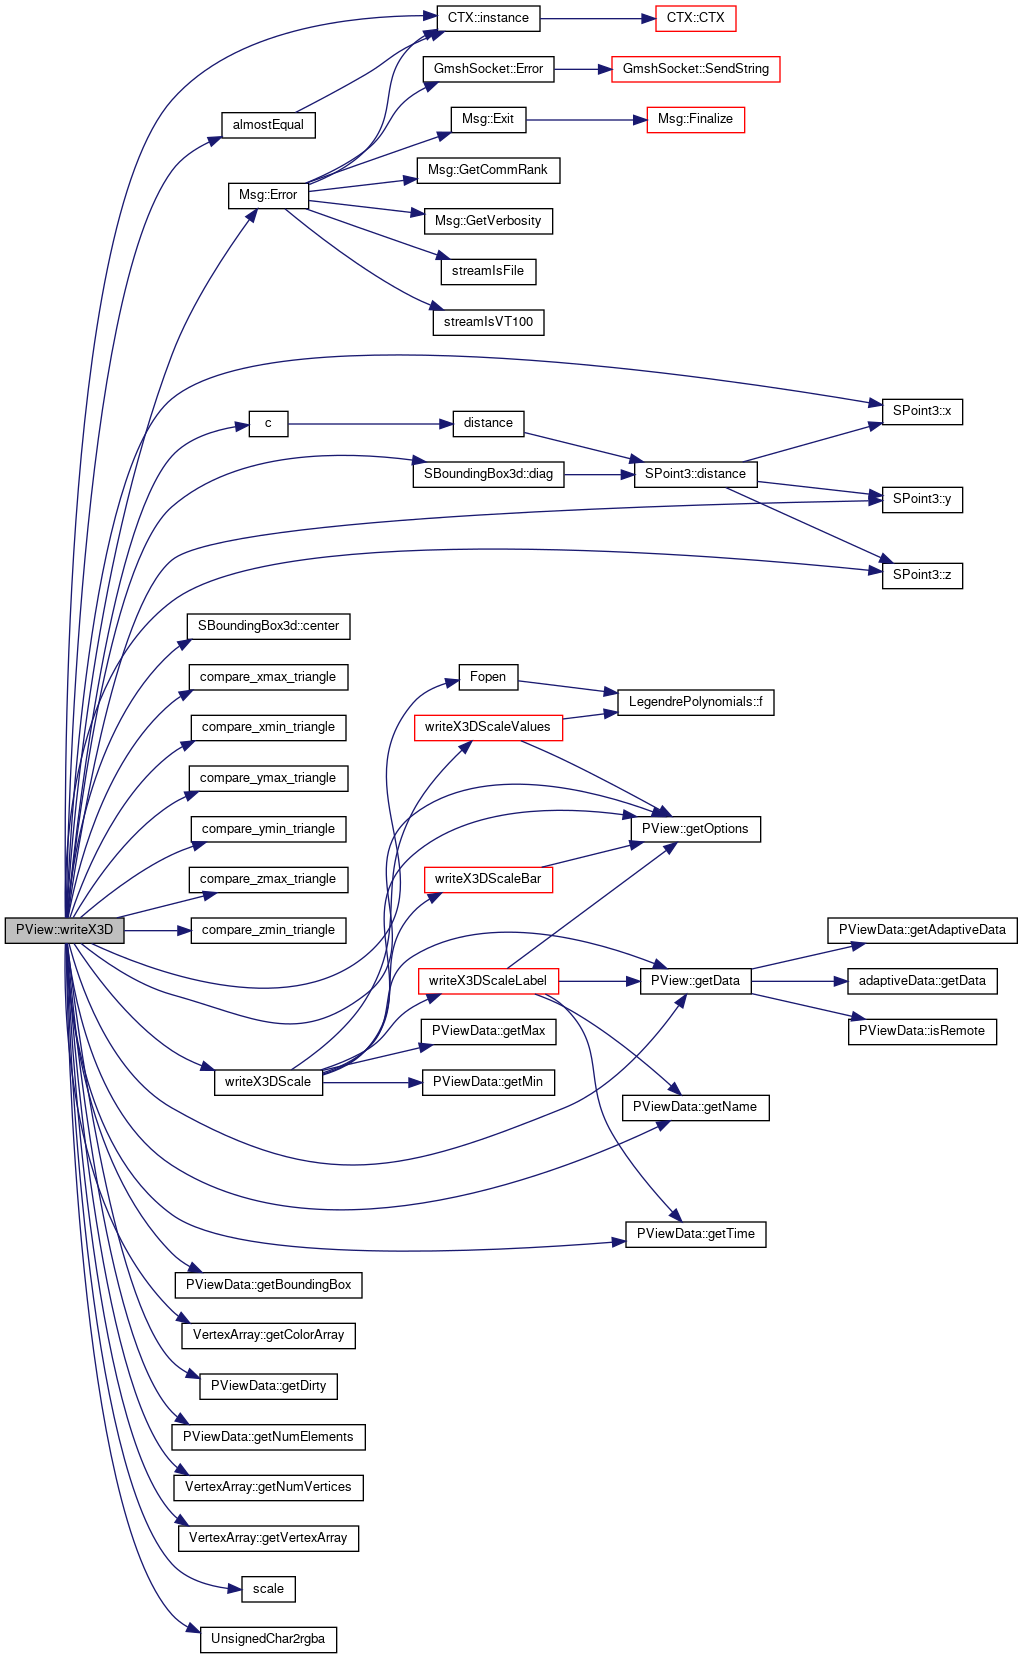 CTX::instance
CTX::CTX
GmshSocket::Error
GmshSocket::SendString
almostEqual
Msg::Exit
Msg::Finalize
Msg::GetCommRank
Msg::Error
Msg::GetVerbosity
streamIsFile
streamIsVT100
SPoint3::x
c
distance
SBoundingBox3d::diag
SPoint3::distance
SPoint3::y
SPoint3::z
SBoundingBox3d::center
compare_xmax_triangle
Fopen
LegendrePolynomials::f
compare_xmin_triangle
writeX3DScaleValues
compare_ymax_triangle
compare_ymin_triangle
PView::getOptions
compare_zmax_triangle
writeX3DScaleBar
PView::writeX3D
compare_zmin_triangle
PView::getAdaptiveData
writeX3DScaleLabel
PView::getData
adaptiveData::getData
PViewData::getMax
PViewData::isRemote
writeX3DScale
PViewData::getMin
PViewData::getName
PViewData::getTime
PViewData::getBoundingBox
VertexArray::getColorArray
PViewData::getDirty
PViewData::getNumElements
VertexArray::getNumVertices
VertexArray::getVertexArray
scale
UnsignedChar2rgba